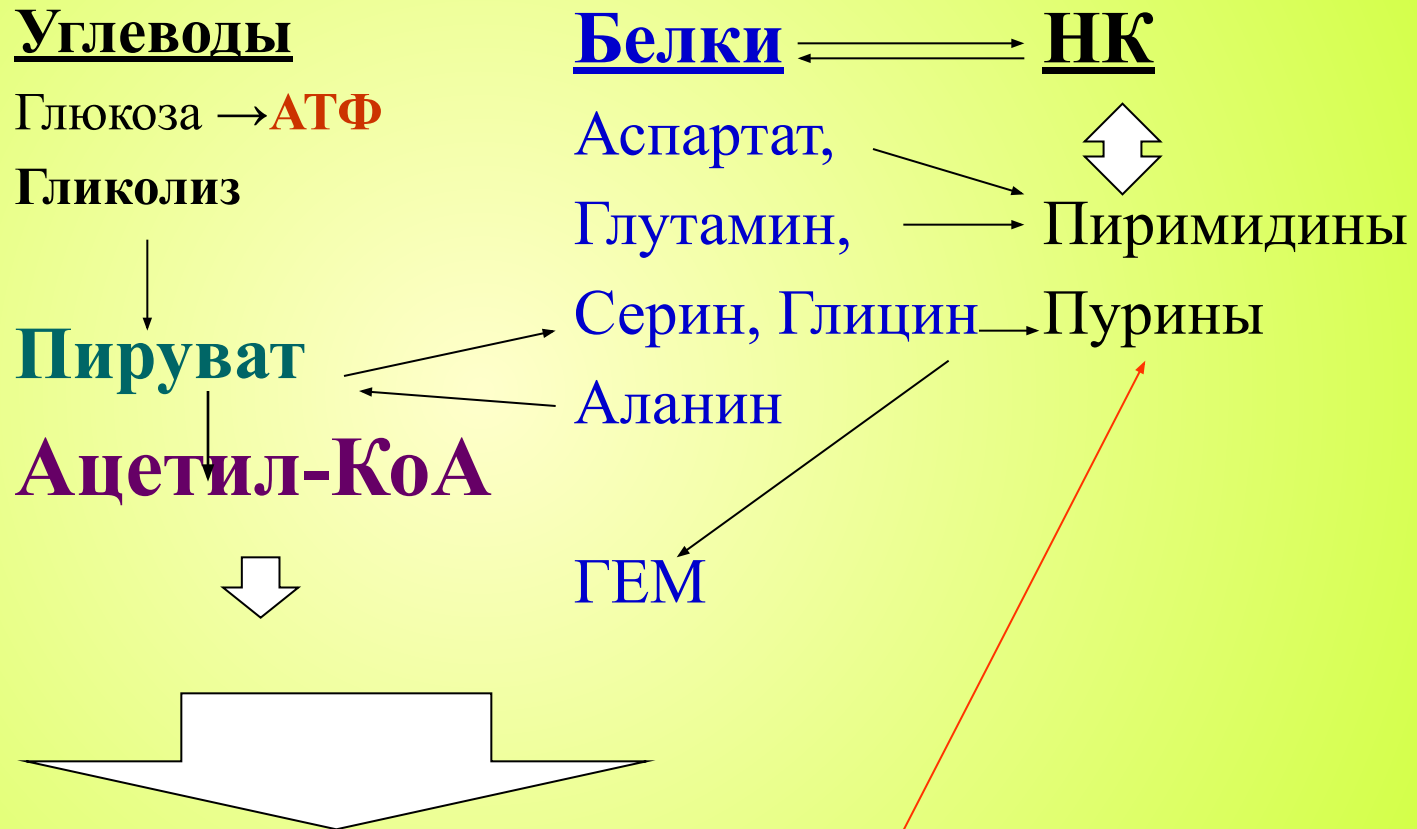 Углеводы
Глюкоза →АТФ
Гликолиз
Пируват
Ацетил-КоА
Белки
Аспартат,
Глутамин,
Серин, Глицин
Аланин
ГЕМ
НК
Пиримидины
Пурины